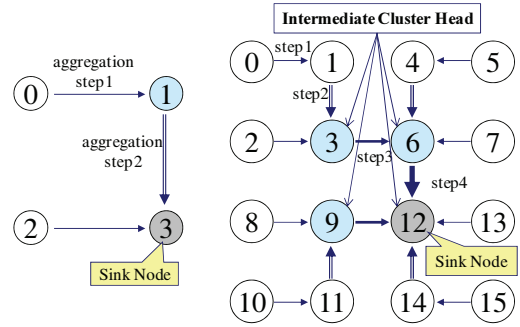 Intermediate Cluster Head
aggregation
step1
0
1
aggregation
step2
2
3
Sink Node
0
step1
1
4
5
step2
2
3
step3
6
7
step4
8
9
12
13
Sink Node
10
11
14
15